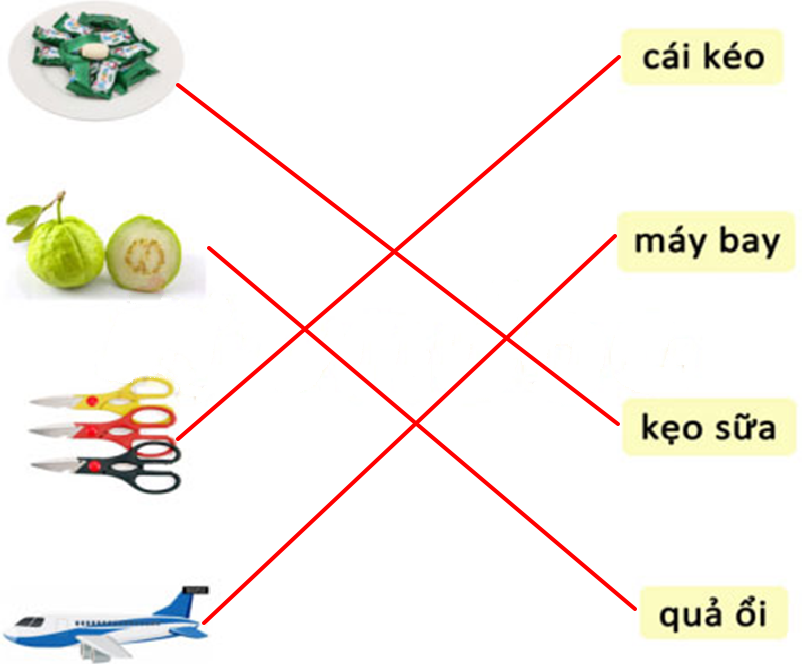 cái kéo
máy bay
kẹo sữa
quả ổi